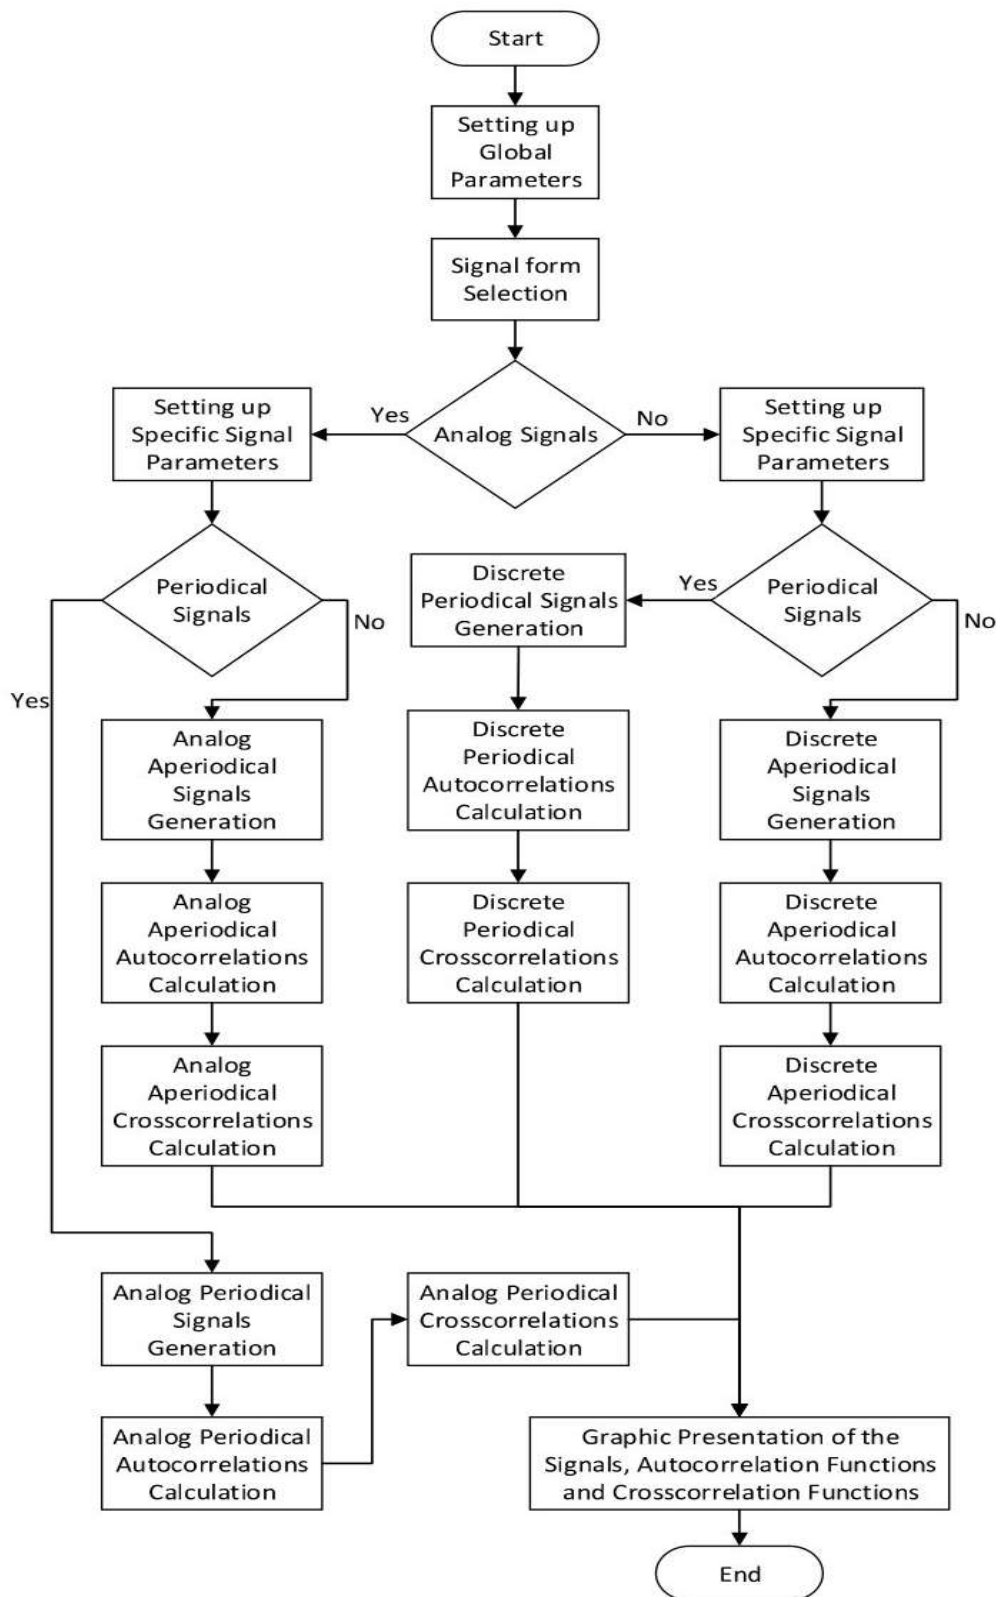 Start
Setting up
Global
Parameters
Signal form
Selection
Analog Signals
Yes
No
Setting up
Specific Signal
Parameters
Setting up
Specific Signal
Parameters
Periodical
Signals
No
Yes
Discrete
Periodical Signals
Generation
Yes
Periodical
Signals
No
Analog
Aperiodical
Signals
Generation
Discrete
Periodical
Autocorrelations
Calculation
Discrete
Aperiodical
Signals
Generation
Analog
Aperiodical
Autocorrelations
Calculation
Discrete
Periodical
Crosscorrelations
Calculation
Discrete
Aperiodical
Autocorrelations
Calculation
Analog
Aperiodical
Crosscorrelations
Calculation
Discrete
Aperiodical
Crosscorrelations
Calculation
Analog Periodical
Signals
Generation
Analog Periodical
Crosscorrelations
Calculation
Analog Periodical
Autocorrelations
Calculation
Graphic Presentation of the
Signals, Autocorrelation Functions
and Crosscorrelation Functions
End